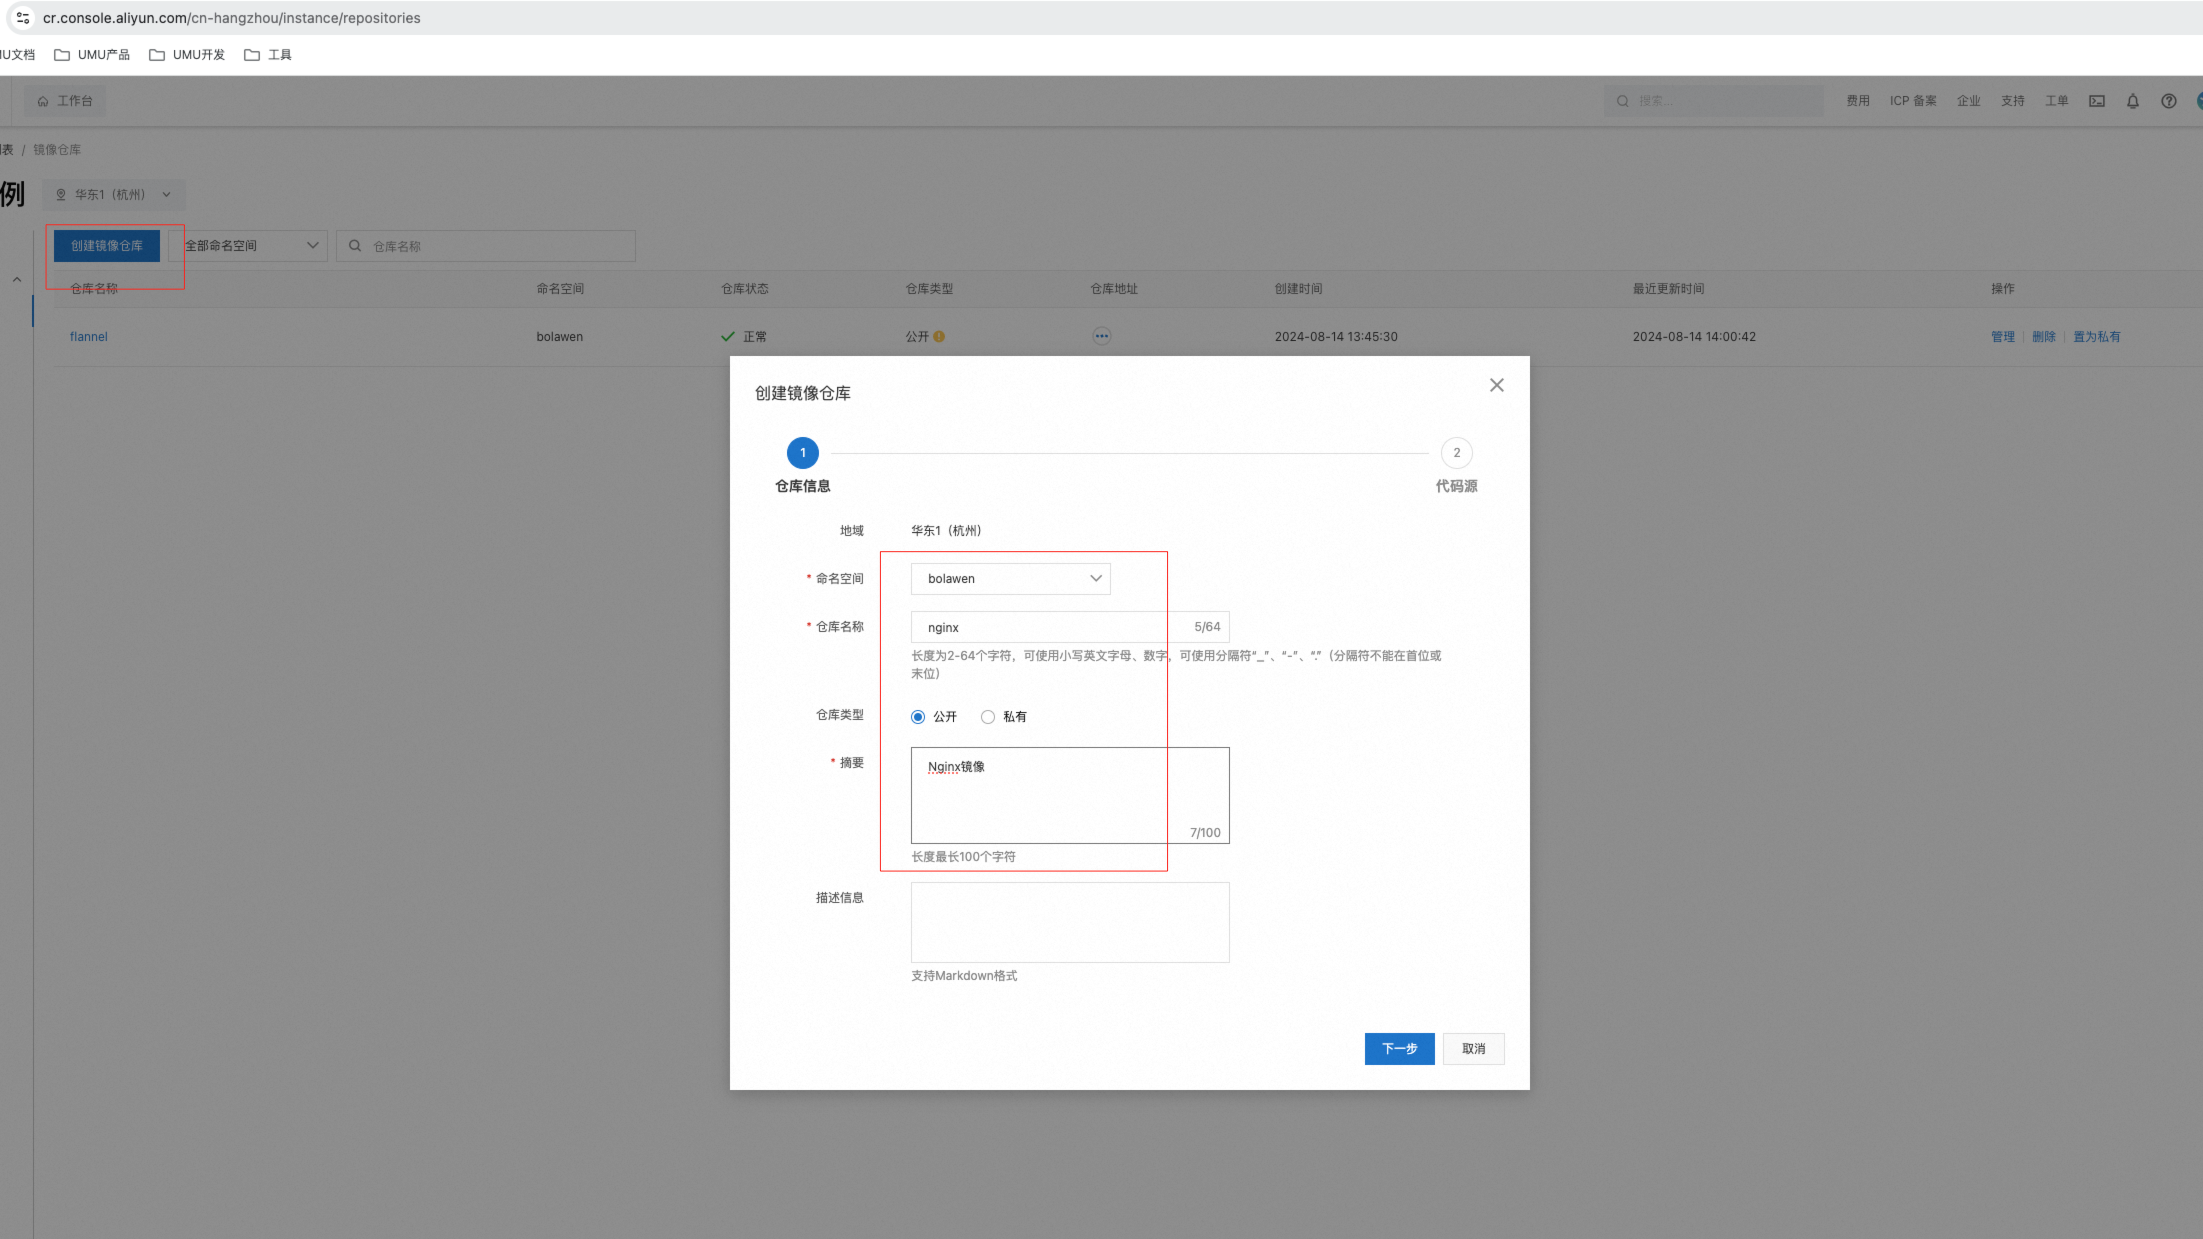 cr.console.aliyun.com/cn-hangzhou/instance/repositories
IU文档 UMU产品 UMU开发 工具
工作台 搜索... 费用 ICP 备案 企业 支持 工单
表 / 镜像仓库
例 华东1（杭州）
创建镜像仓库 全部命名空间 仓库名称
仓库名称 命名空间 仓库状态 仓库类型 仓库地址 创建时间 最近更新时间 操作
flannel bolawen 正常 公开 2024-08-14 13:45:30 2024-08-14 14:00:42 管理 删除 置为私有
创建镜像仓库
1 2
仓库信息 代码源
地域 华东1（杭州）
* 命名空间 bolawen
* 仓库名称 nginx 5/64
长度为2-64个字符，可使用小写英文字母、数字，可使用分隔符“_”、“-”、“.”（分隔符不能在首位或
末位）
仓库类型 公开 私有
* 摘要 Nginx镜像
7/100
长度最长100个字符
描述信息
支持Markdown格式
下一步 取消